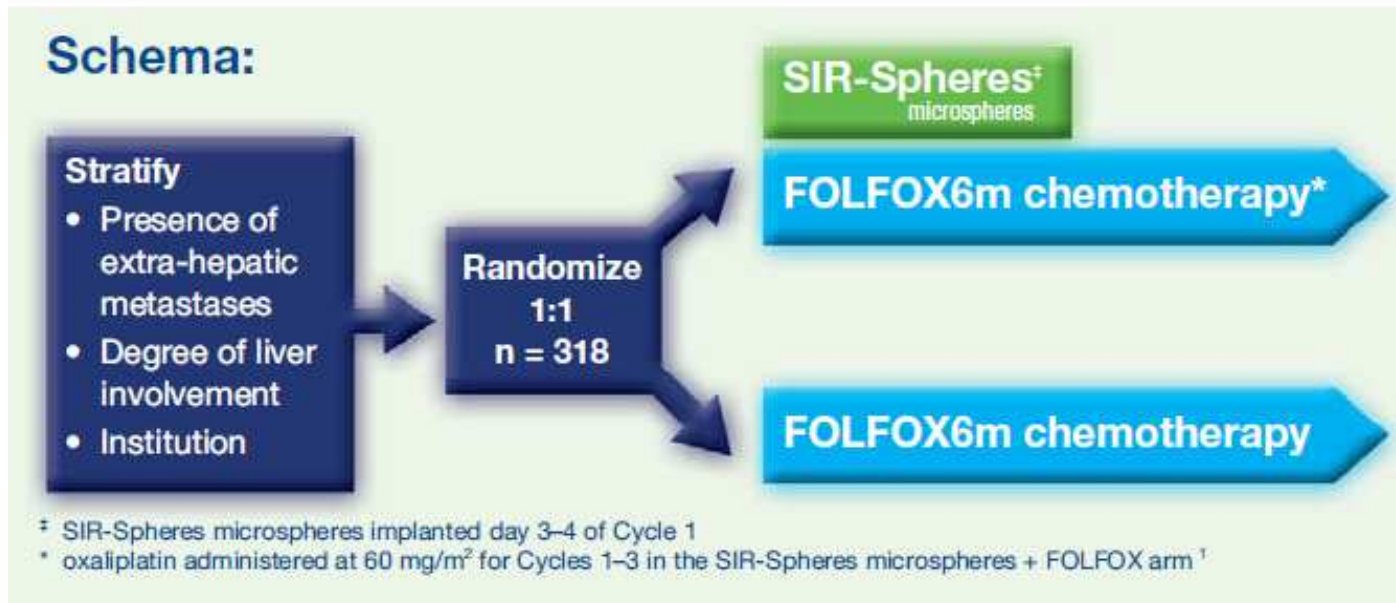 Schema:
Stratify
• Presence of
extra-hepatic
metastases
• Degree of liver
involvement
• Institution
Randomize
1:1
n = 318
SIR-Spheres‡
microspheres
FOLFOX6m chemotherapy*
FOLFOX6m chemotherapy
‡ SIR-Spheres microspheres implanted day 3–4 of Cycle 1
* oxaliplatin administered at 60 mg/m² for Cycles 1–3 in the SIR-Spheres microspheres + FOLFOX arm ¹